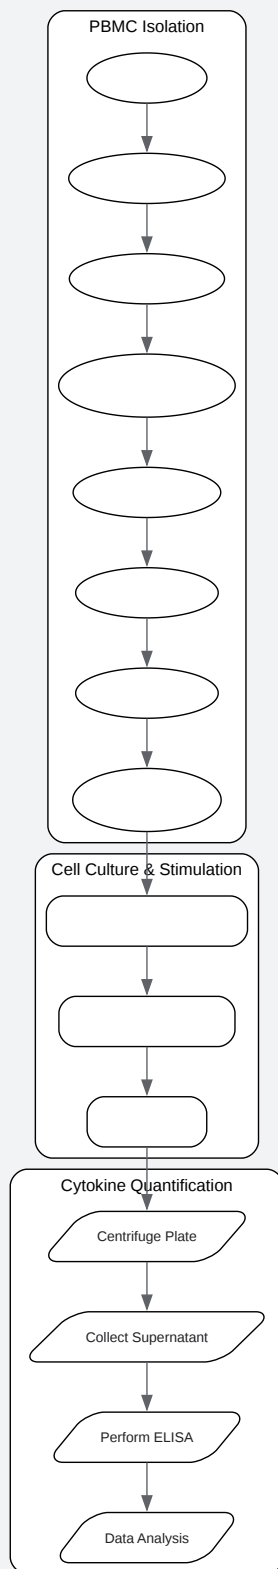 PBMC Isolation
Cell Culture & Stimulation
Cytokine Quantification
Centrifuge Plate
Collect Supernatant
Perform ELISA
Data Analysis